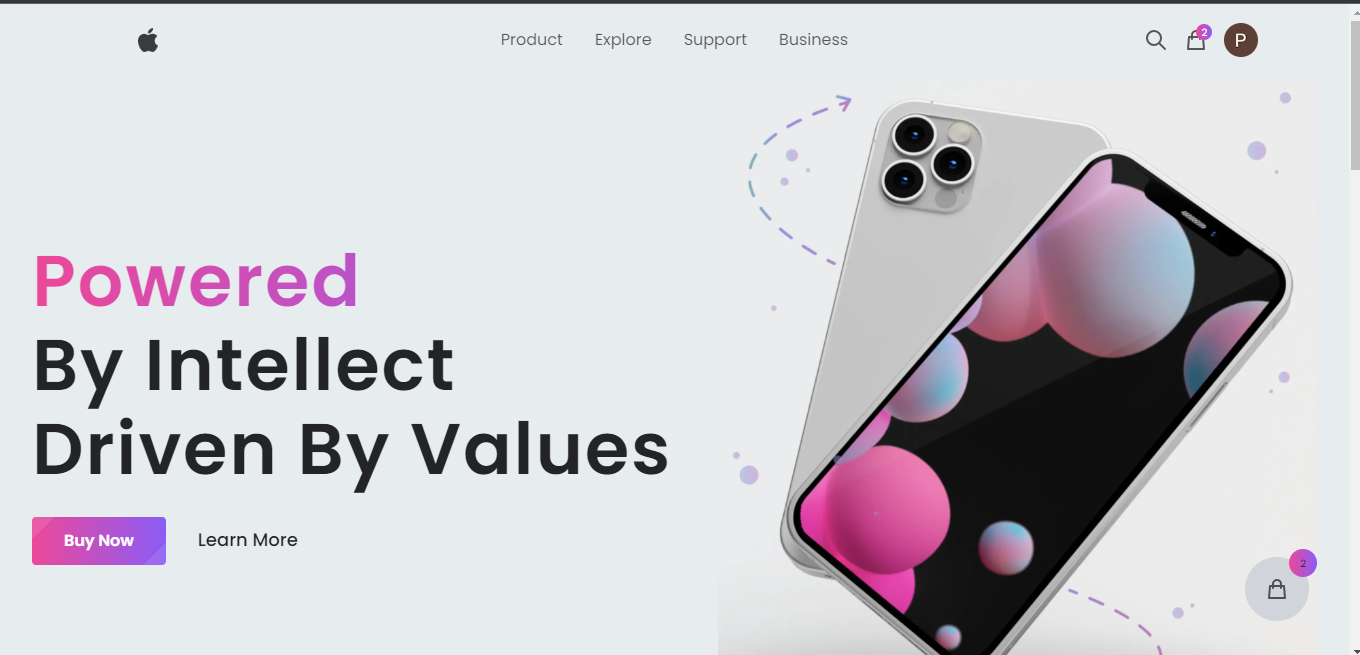 Product Explore Support Business 2 P
Powered
By Intellect
Driven By Values
Buy Now Learn More
2